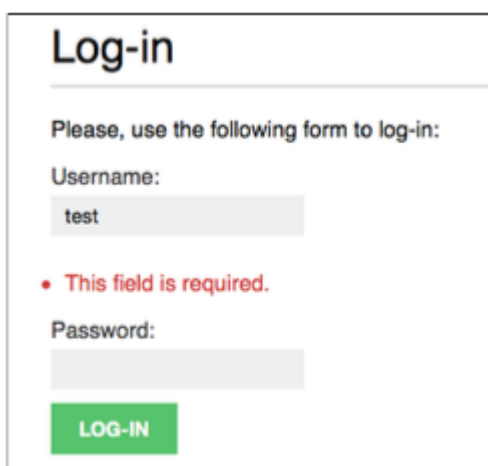 Log-in
Please, use the following form to log-in:
Username:
test
• This field is required.
Password:
LOG-IN